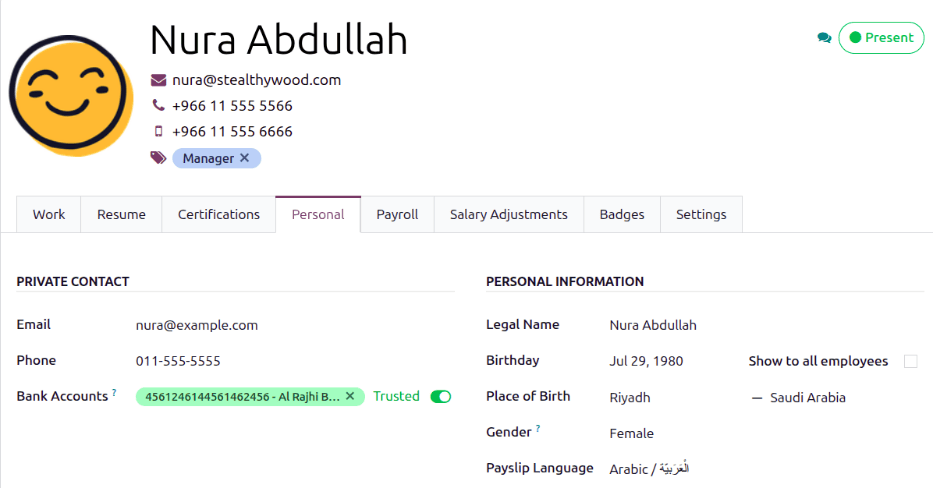 Nura Abdullah
Present
nura@stealthywood.com
+966 11 555 5566
+966 11 555 6666
Manager ✕
Work Resume Certifications Personal Payroll Salary Adjustments Badges Settings
PRIVATE CONTACT
Email nura@example.com
Phone 011-555-5555
Bank Accounts ? 4561246144561462456 - Al Rajhi B... ✕ Trusted
PERSONAL INFORMATION
Legal Name Nura Abdullah
Birthday Jul 29, 1980 Show to all employees
Place of Birth Riyadh — Saudi Arabia
Gender ? Female
Payslip Language Arabic / الْعَرَبيّة